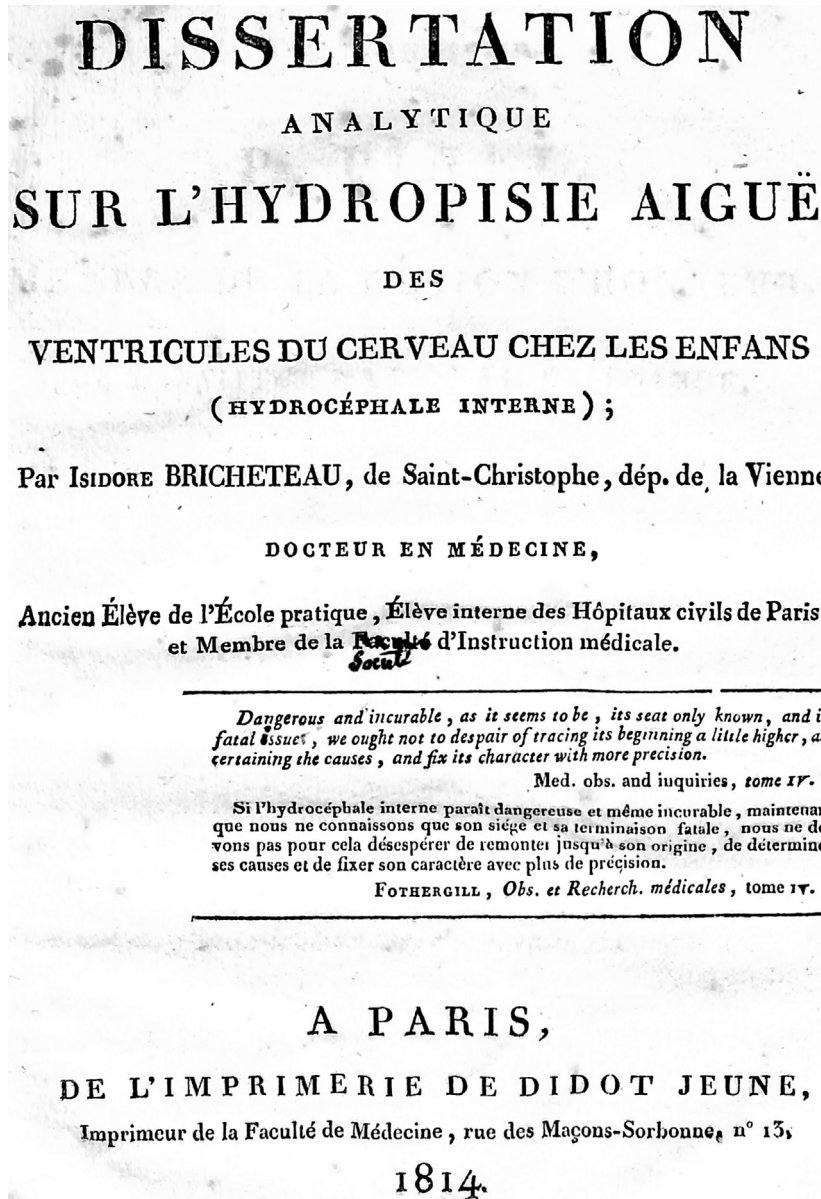 DISSERTATION
ANALYTIQUE
SUR L'HYDROPISIE AIGUË
DES
VENTRICULES DU CERVEAU CHEZ LES ENFANS
(HYDROCÉPHALE INTERNE);
Par ISIDORE BRICHETEAU, de Saint-Christophe, dép. de la Vienne
DOCTEUR EN MÉDECINE,
Ancien Élève de l'École pratique, Élève interne des Hôpitaux civils de Paris
et Membre de la Faculté d'Instruction médicale.
Société
Dangerous and incurable, as it seems to be, its seat only known, and i
fatal issue, we ought not to despair of tracing its beginning a little higher, a
certaining the causes, and fix its character with more precision.
Med. obs. and iuquiries, tome IV.
Si l'hydrocéphale interne paraît dangereuse et même incurable, maintenan
que nous ne connaissons que son siége et sa terminaison fatale, nous ne de
vons pas pour cela désespérer de remonter jusqu'à son origine, de détermine
ses causes et de fixer son caractère avec plus de précision.
FOTHERGILL, Obs. et Recherch. médicales, tome IV.
A PARIS,
DE L'IMPRIMERIE DE DIDOT JEUNE,
Imprimeur de la Faculté de Médecine, rue des Maçons-Sorbonne, n° 13,
1814.